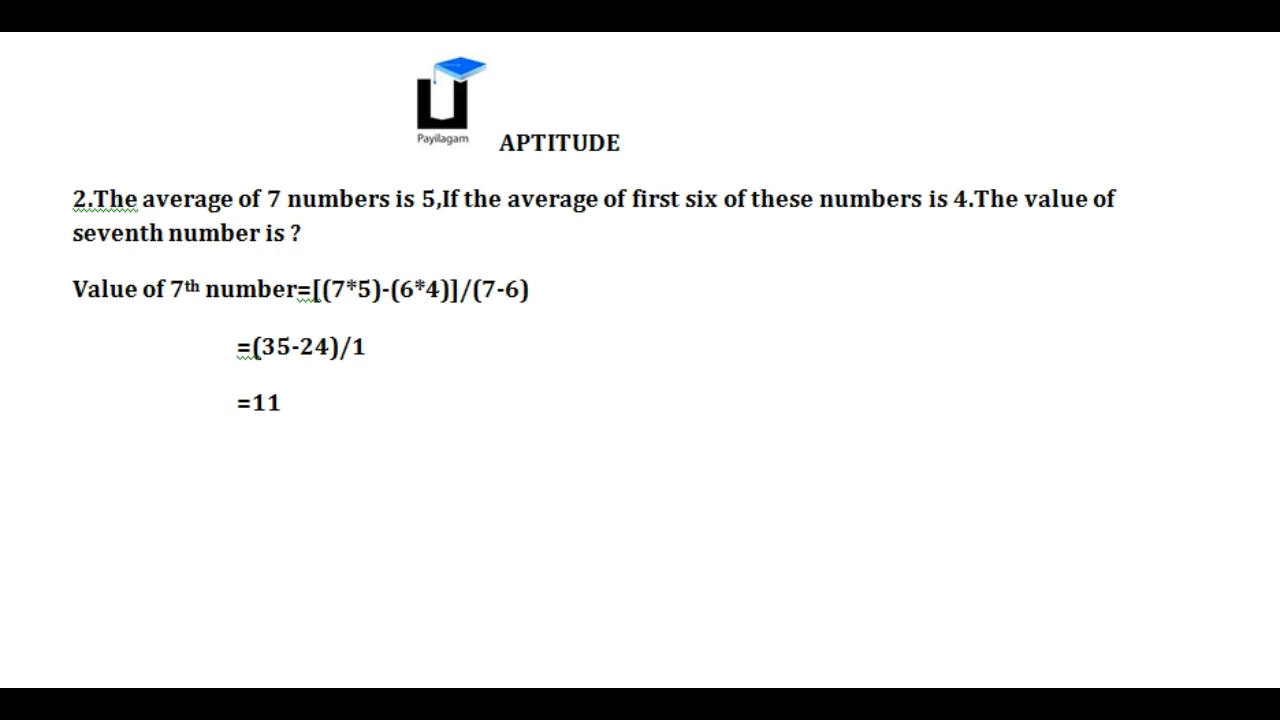 Payilagam
APTITUDE
2.The average of 7 numbers is 5,If the average of first six of these numbers is 4.The value of
seventh number is ?
Value of 7th number=[(7*5)-(6*4)]/(7-6)
=(35-24)/1
=11